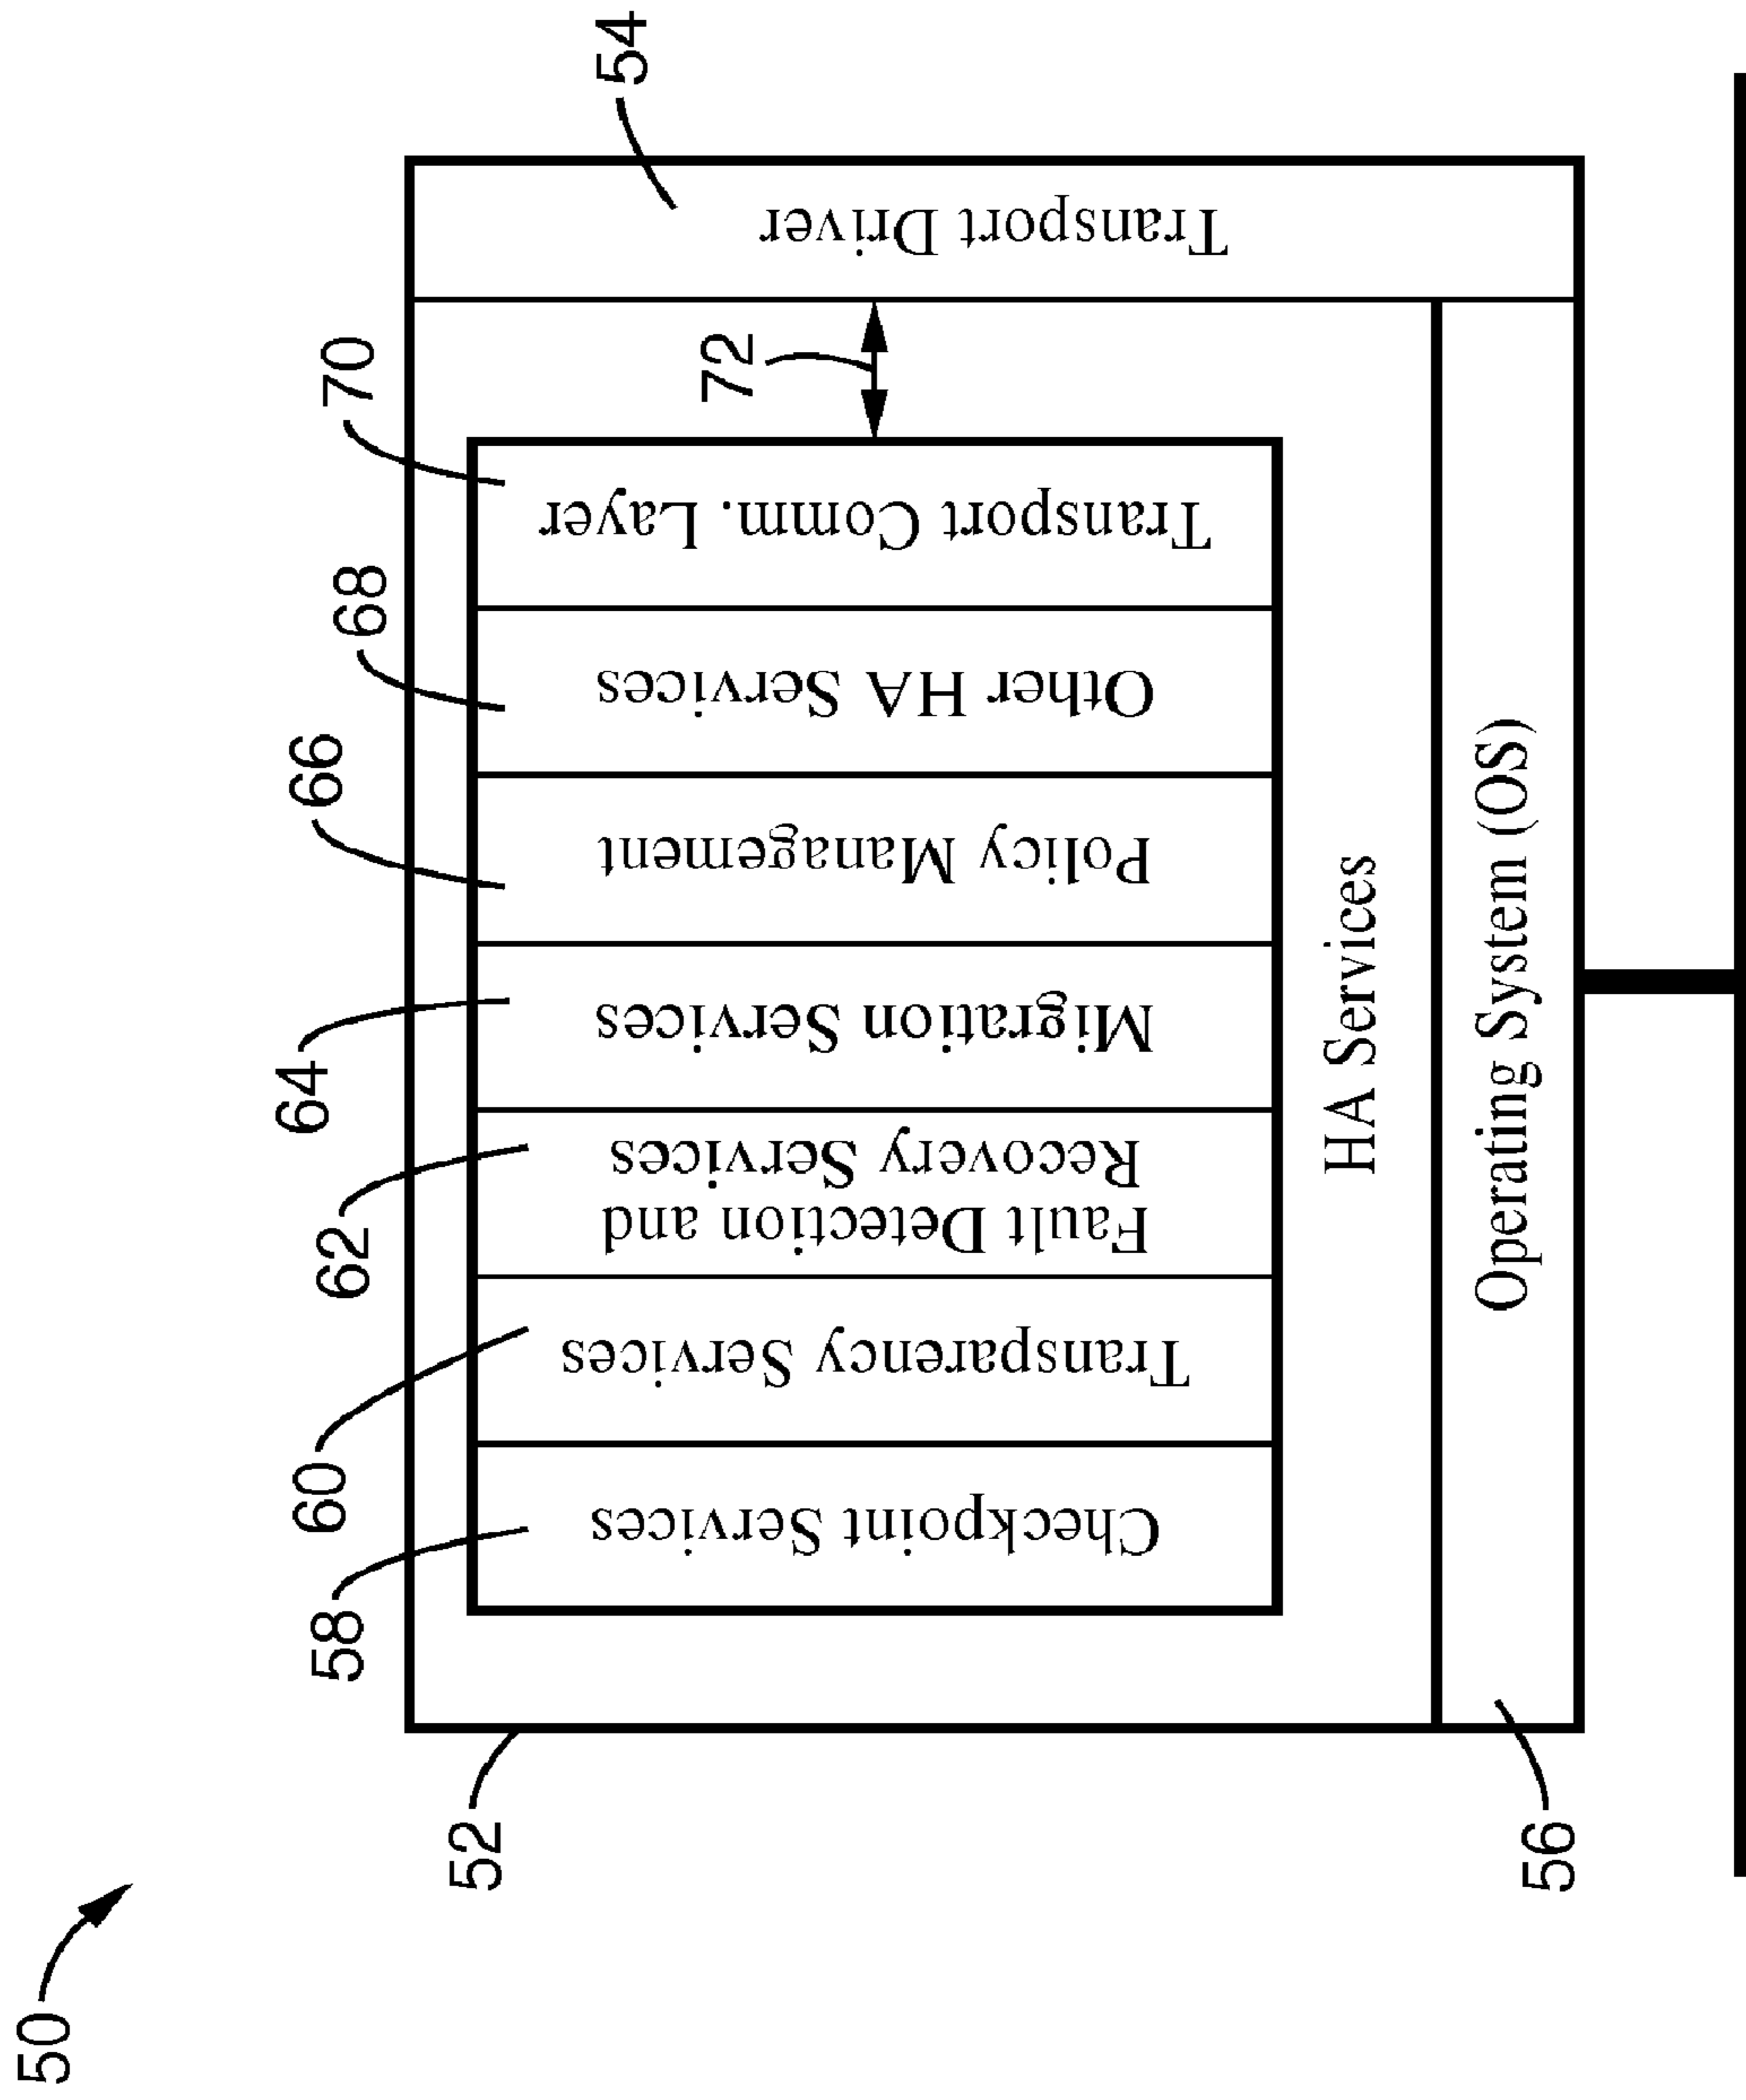 50
52
58
60
62
64
66
68
70
72
54
56
Checkpoint Services
Transparency Services
Fault Detection and
Recovery Services
Migration Services
Policy Management
Other HA Services
Transport Comm. Layer
Transport Driver
HA Services
Operating System (OS)